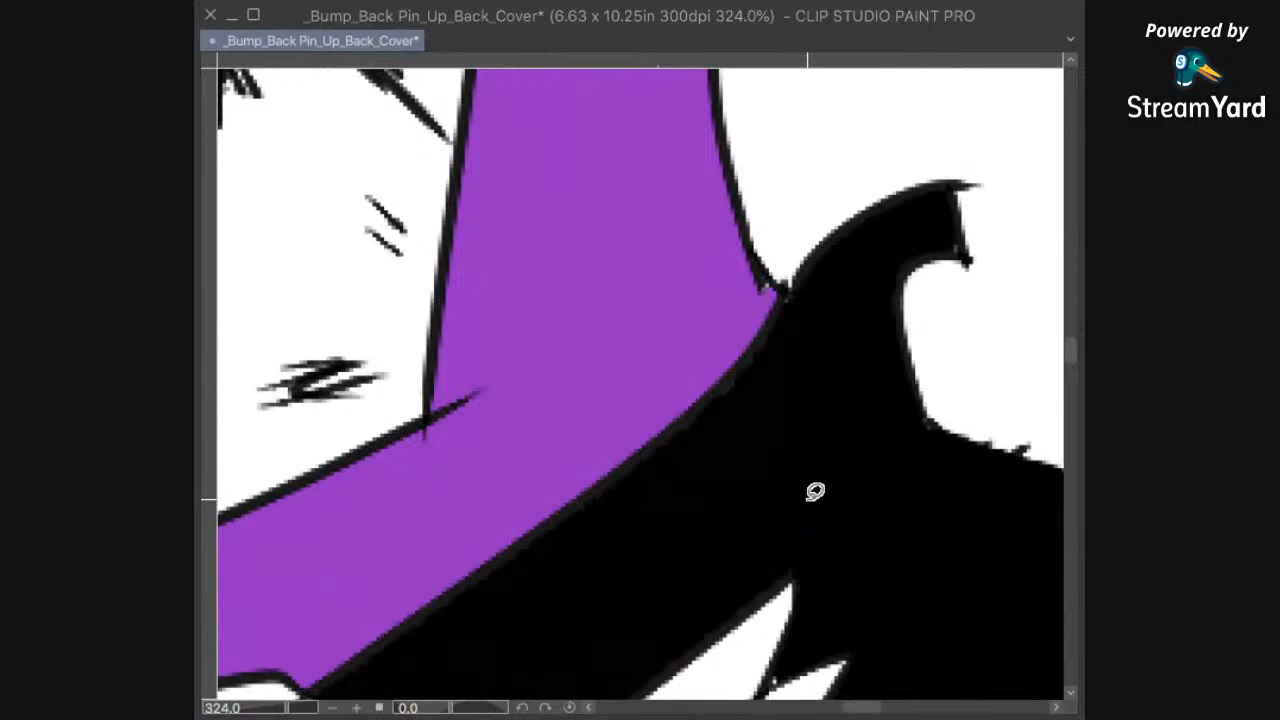 _Bump_Back Pin_Up_Back_Cover* (6.63 x 10.25in 300dpi 324.0%) - CLIP STUDIO PAINT PRO
_Bump_Back Pin_Up_Back_Cover*
Powered by
StreamYard
324.0
0.0